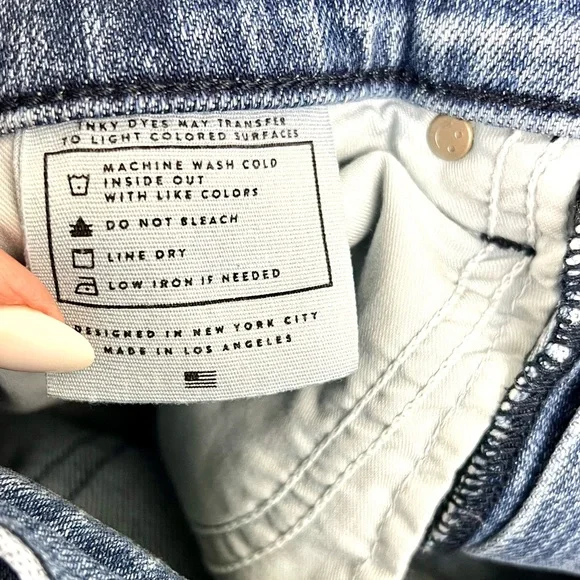 INKY DYES MAY TRANSFER
TO LIGHT COLORED SURFACES
MACHINE WASH COLD
INSIDE OUT
WITH LIKE COLORS
DO NOT BLEACH
LINE DRY
LOW IRON IF NEEDED
DESIGNED IN NEW YORK CITY
MADE IN LOS ANGELES